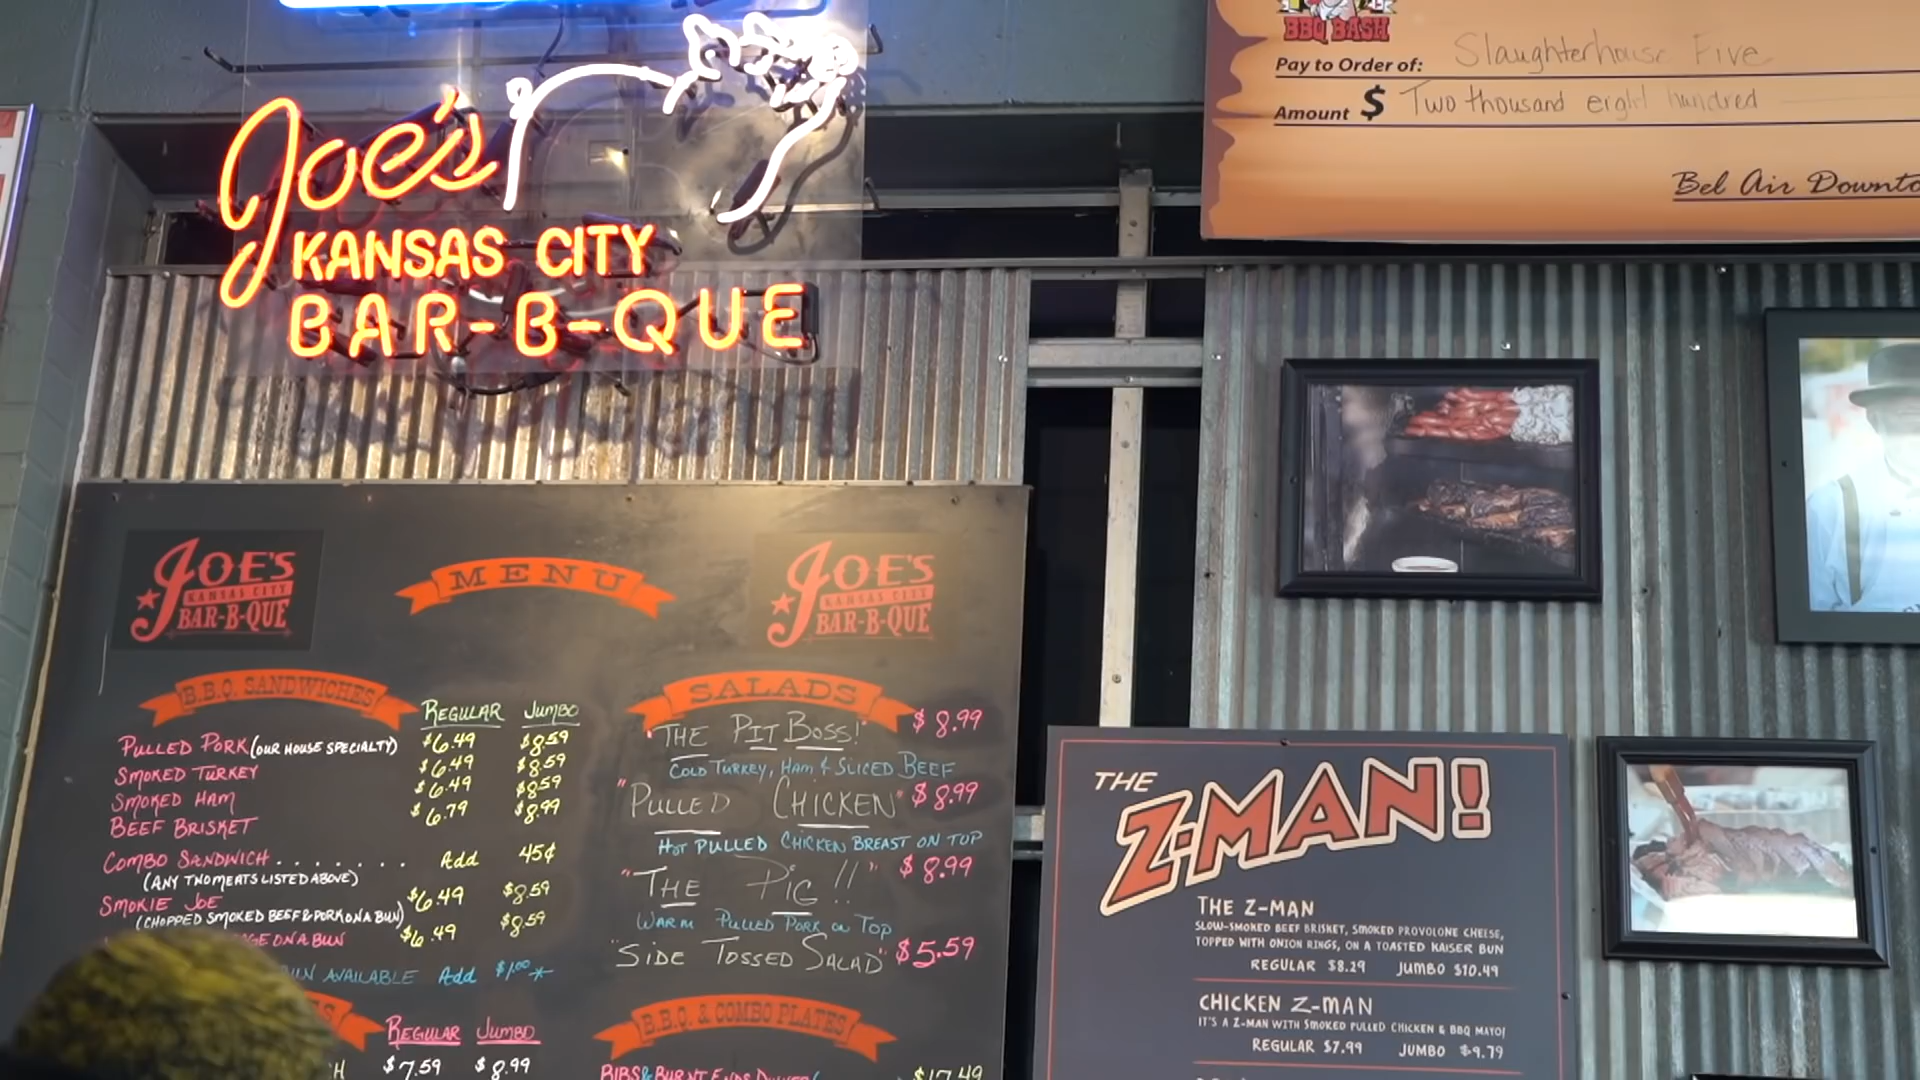 Joe's
KANSAS CITY
BAR-B-QUE
BBQ BASH
Pay to Order of: Slaughterhouse Five
Amount $ Two thousand eight hundred
Bel Air Downto
JOE'S
KANSAS CITY
BAR-B-QUE
MENU
JOE'S
KANSAS CITY
BAR-B-QUE
B.B.Q. SANDWICHES
REGULAR JUMBO
PULLED PORK (OUR HOUSE SPECIALTY) $6.49 $8.59
SMOKED TURKEY $6.49 $8.59
SMOKED HAM $6.49 $8.59
BEEF BRISKET $6.79 $8.99
COMBO SANDWICH . . . . . . . Add 45¢
(ANY TWO MEATS LISTED ABOVE)
SMOKIE JOE $6.49 $8.59
(CHOPPED SMOKED BEEF & PORK ON A BUN)
ON A BUN $6.49 $8.59
AVAILABLE Add $1.00*
REGULAR JUMBO
$7.59 $8.99
SALADS
"THE PIT BOSS!" $8.99
COLD TURKEY, HAM & SLICED BEEF
"PULLED CHICKEN" $8.99
HOT PULLED CHICKEN BREAST ON TOP
"THE PIG!!" $8.99
WARM PULLED PORK ON TOP
"SIDE TOSSED SALAD" $5.59
B.B.Q. & COMBO PLATES
RIBS & BURNT ENDS DINNER $17.49
THE
Z-MAN!
THE Z-MAN
SLOW-SMOKED BEEF BRISKET, SMOKED PROVOLONE CHEESE,
TOPPED WITH ONION RINGS, ON A TOASTED KAISER BUN
REGULAR $8.29 JUMBO $10.49
CHICKEN Z-MAN
IT'S A Z-MAN WITH SMOKED PULLED CHICKEN & BBQ MAYO!
REGULAR $7.99 JUMBO $9.79